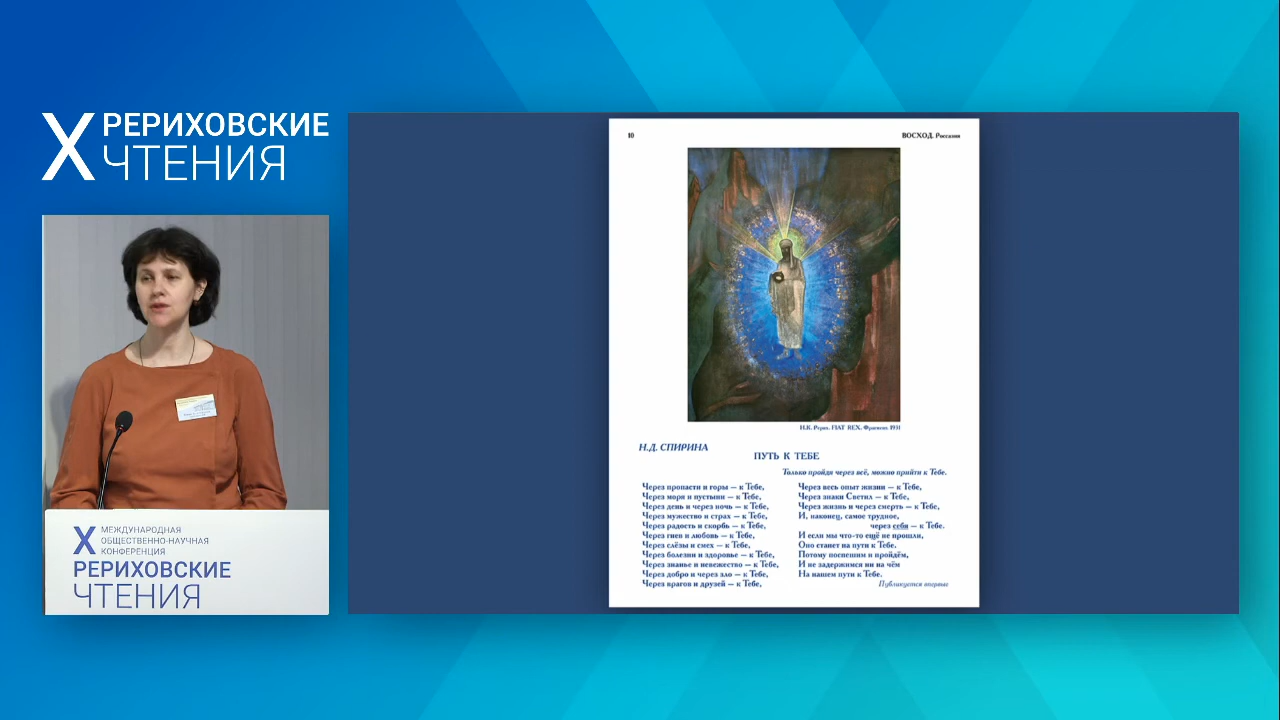 X РЕРИХОВСКИЕ
ЧТЕНИЯ
X МЕЖДУНАРОДНАЯ
ОБЩЕСТВЕННО-НАУЧНАЯ
КОНФЕРЕНЦИЯ
РЕРИХОВСКИЕ
ЧТЕНИЯ
10
ВОСХОД. Россазия
Н.К. Рерих. FIAT REX. Фрагмент. 1931
Н.Д. СПИРИНА
ПУТЬ К ТЕБЕ
Только пройдя через всё, можно прийти к Тебе.
Через пропасти и горы — к Тебе,
Через моря и пустыни — к Тебе,
Через день и через ночь — к Тебе,
Через мужество и страх — к Тебе,
Через радость и скорбь — к Тебе,
Через гнев и любовь — к Тебе,
Через слёзы и смех — к Тебе,
Через болезни и здоровье — к Тебе,
Через знанье и невежество — к Тебе,
Через добро и через зло — к Тебе,
Через врагов и друзей — к Тебе,
Через весь опыт жизни — к Тебе,
Через знаки Светил — к Тебе,
Через жизнь и через смерть — к Тебе,
И, наконец, самое трудное,
через себя — к Тебе.
И если мы что-то ещё не прошли,
Оно станет на пути к Тебе.
Потому поспешим и пройдём,
И не задержимся ни на чём
На нашем пути к Тебе.
Публикуется впервые